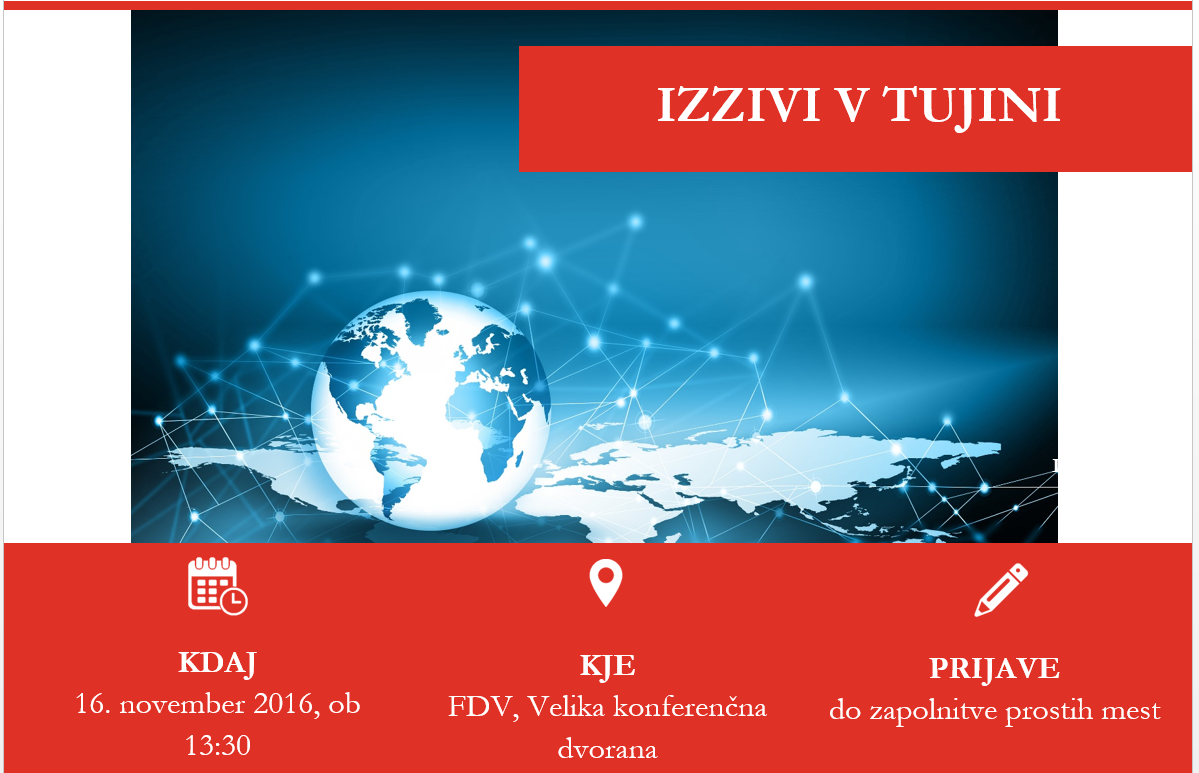 IZZIVI V TUJINI
KDAJ
16. november 2016, ob
13:30
KJE
FDV, Velika konferenčna
dvorana
PRIJAVE
do zapolnitve prostih mest